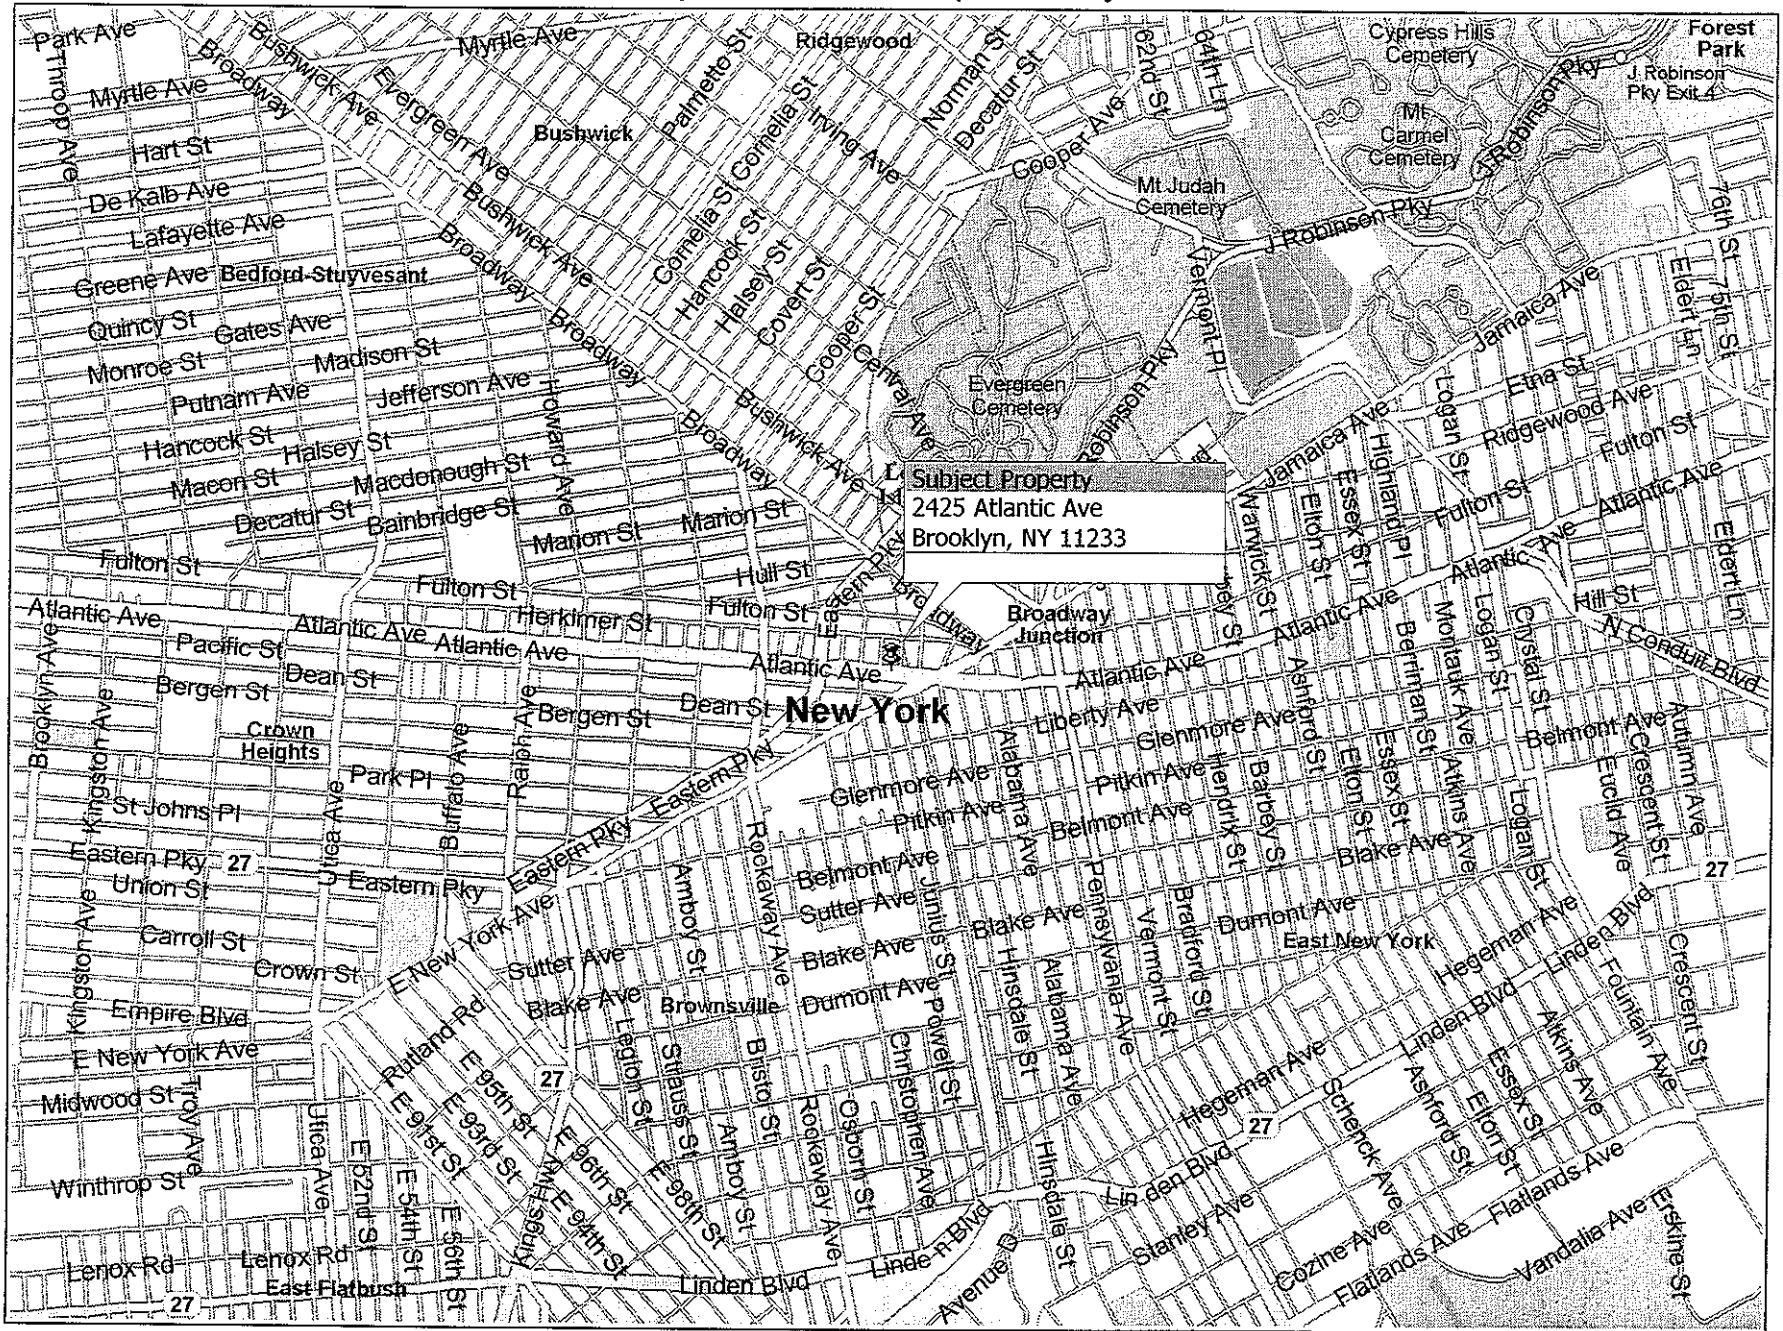 Park Ave
Throop Ave
Broadway
Bushwick Ave
Myrtle Ave
Palmetto St
Ridgewood
Norman St
Decatur St
62nd St
64th Ln
Cypress Hills
Cemetery
Forest
Park
J Robinson
Pky Exit 4
J Robinson Pky
Myrtle Ave
Evergreen Ave
Bushwick
Cornelia St
Irving Ave
Cooper Ave
Mt
Carmel
Cemetery
Hart St
De Kalb Ave
Lafayette Ave
Bushwick Ave
Broadway
Cornelia St
Hancock St
Halsey St
Covert St
Cooper St
Mt Judah
Cemetery
J Robinson Pky
Vermont Pl
76th St
75th St
Eldert Ln
Greene Ave
Bedford-Stuyvesant
Quincy St
Gates Ave
Monroe St
Madison St
Putnam Ave
Jefferson Ave
Howard Ave
Broadway
Central Ave
Evergreen
Cemetery
Robinson Pky
Jamaica Ave
Etna St
Logan St
Ridgewood Ave
Hancock St
Halsey St
Macon St
Macdonough St
Broadway
Bushwick Ave
Jamaica Ave
Highland Pl
Fulton St
Decatur St
Bainbridge St
Marion St
Marion St
Subject Property
2425 Atlantic Ave
Brooklyn, NY 11233
Warwick St
Elton St
Essex St
Fulton St
Atlantic Ave
Fulton St
Fulton St
Hull St
Eastern Pky
Broadway
Atlantic Ave
Eldert Ln
Atlantic Ave
Atlantic Ave
Herkimer St
Fulton St
Broadway
Junction
Atlantic Ave
Hill St
N Conduit Blvd
Pacific St
Atlantic Ave
Atlantic Ave
Atlantic Ave
Berriman St
Montauk Ave
Logan St
Crystal St
Brooklyn Ave
Bergen St
Dean St
Ralph Ave
Bergen St
Dean St
New York
Liberty Ave
Glenmore Ave
Ashford St
Belmont Ave
Autumn Ave
Kingston Ave
Crown
Heights
Buffalo Ave
Park Pl
Eastern Pky
Glenmore Ave
Alabama Ave
Pitkin Ave
Hendrix St
Barbey St
Elton St
Essex St
Atkins Ave
Euclid Ave
Crescent St
St Johns Pl
Utica Ave
Eastern Pky
Rockaway Ave
Pitkin Ave
Belmont Ave
Logan St
Eastern Pky
27
Union St
Eastern Pky
Belmont Ave
Blake Ave
27
Kingston Ave
E New York Ave
Amboy St
Sutter Ave
Junius St
Blake Ave
Pennsylvania Ave
Vermont St
Bradford St
Dumont Ave
East New York
Hegeman Ave
Linden Blvd
Carroll St
Crown St
Sutter Ave
Blake Ave
Hinsdale St
Alabama Ave
Fountain Ave
Crescent St
Empire Blvd
Blake Ave
Brownsville
Dumont Ave
Powell St
Linden Blvd
E New York Ave
Rutland Rd
Legion St
Strauss St
Bristol St
Christopher Ave
Hegeman Ave
Atkins Ave
Midwood St
Troy Ave
27
E 95th St
E 93rd St
E 91st St
Rockaway Ave
Osborn St
27
Schenck Ave
Ashford St
Essex St
Elton St
Winthrop St
Utica Ave
E 52nd St
E 54th St
E 56th St
Kings Hwy
E 96th St
E 94th St
E 98th St
Amboy St
Hinsdale St
Linden Blvd
Stanley Ave
Flatlands Ave
Lenox Rd
Lenox Rd
East Flatbush
27
Linden Blvd
Linden Blvd
Avenue D
Cozine Ave
Flatlands Ave
Vandalia Ave
Erskine St